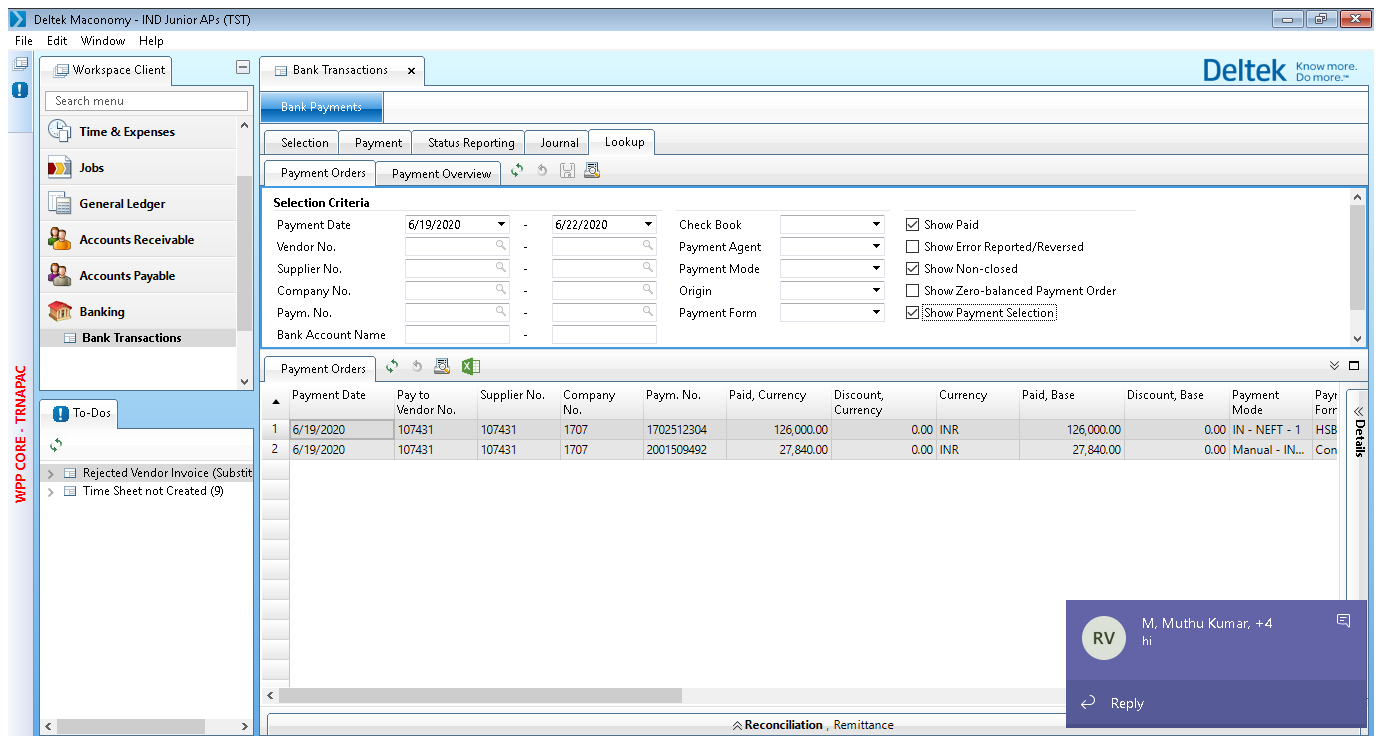 Deltek Maconomy - IND Junior APs (TST)
File Edit Window Help
Workspace Client
Bank Transactions x
Deltek Know more. Do more.™
Search menu
Bank Payments
Time & Expenses
Jobs
General Ledger
Accounts Receivable
Accounts Payable
Banking
Bank Transactions
Selection Payment Status Reporting Journal Lookup
Payment Orders Payment Overview
Selection Criteria
Payment Date 6/19/2020 - 6/22/2020 Check Book Show Paid
Vendor No. - Payment Agent Show Error Reported/Reversed
Supplier No. - Payment Mode Show Non-closed
Company No. - Origin Show Zero-balanced Payment Order
Paym. No. - Payment Form Show Payment Selection
Bank Account Name -
WPP CORE - TRNAPAC
To-Dos
Rejected Vendor Invoice (Substit
Time Sheet not Created (9)
Payment Orders
Payment Date Pay to Supplier No. Company Paym. No. Paid, Currency Discount, Currency Paid, Base Discount, Base Payment Payr
Vendor No. No. Currency Mode Forr
1 6/19/2020 107431 107431 1707 1702512304 126,000.00 0.00 INR 126,000.00 0.00 IN - NEFT - 1 HSB
2 6/19/2020 107431 107431 1707 2001509492 27,840.00 0.00 INR 27,840.00 0.00 Manual - IN... Con
Details
Reconciliation , Remittance
RV
M, Muthu Kumar, +4
hi
Reply